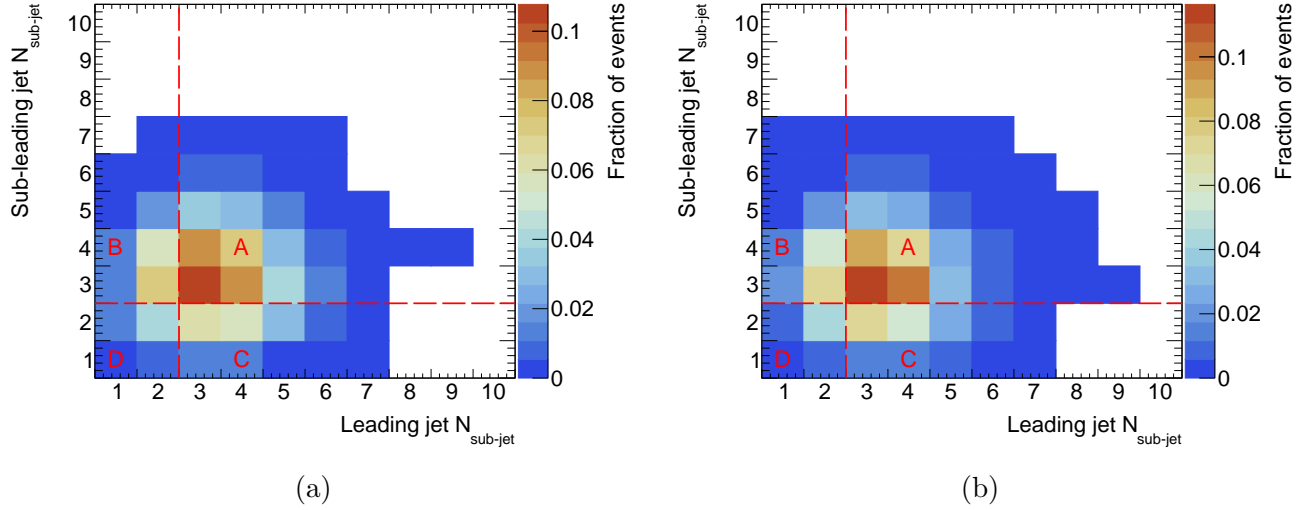 Sub-leading jet N_sub-jet
10
9
8
7
6
5
4
3
2
1
B
A
D
C
1 2 3 4 5 6 7 8 9 10
Leading jet N_sub-jet
0.1
0.08
0.06
0.04
0.02
0
Fraction of events
(a)
Sub-leading jet N_sub-jet
10
9
8
7
6
5
4
3
2
1
B
A
D
C
1 2 3 4 5 6 7 8 9 10
Leading jet N_sub-jet
0.1
0.08
0.06
0.04
0.02
0
Fraction of events
(b)